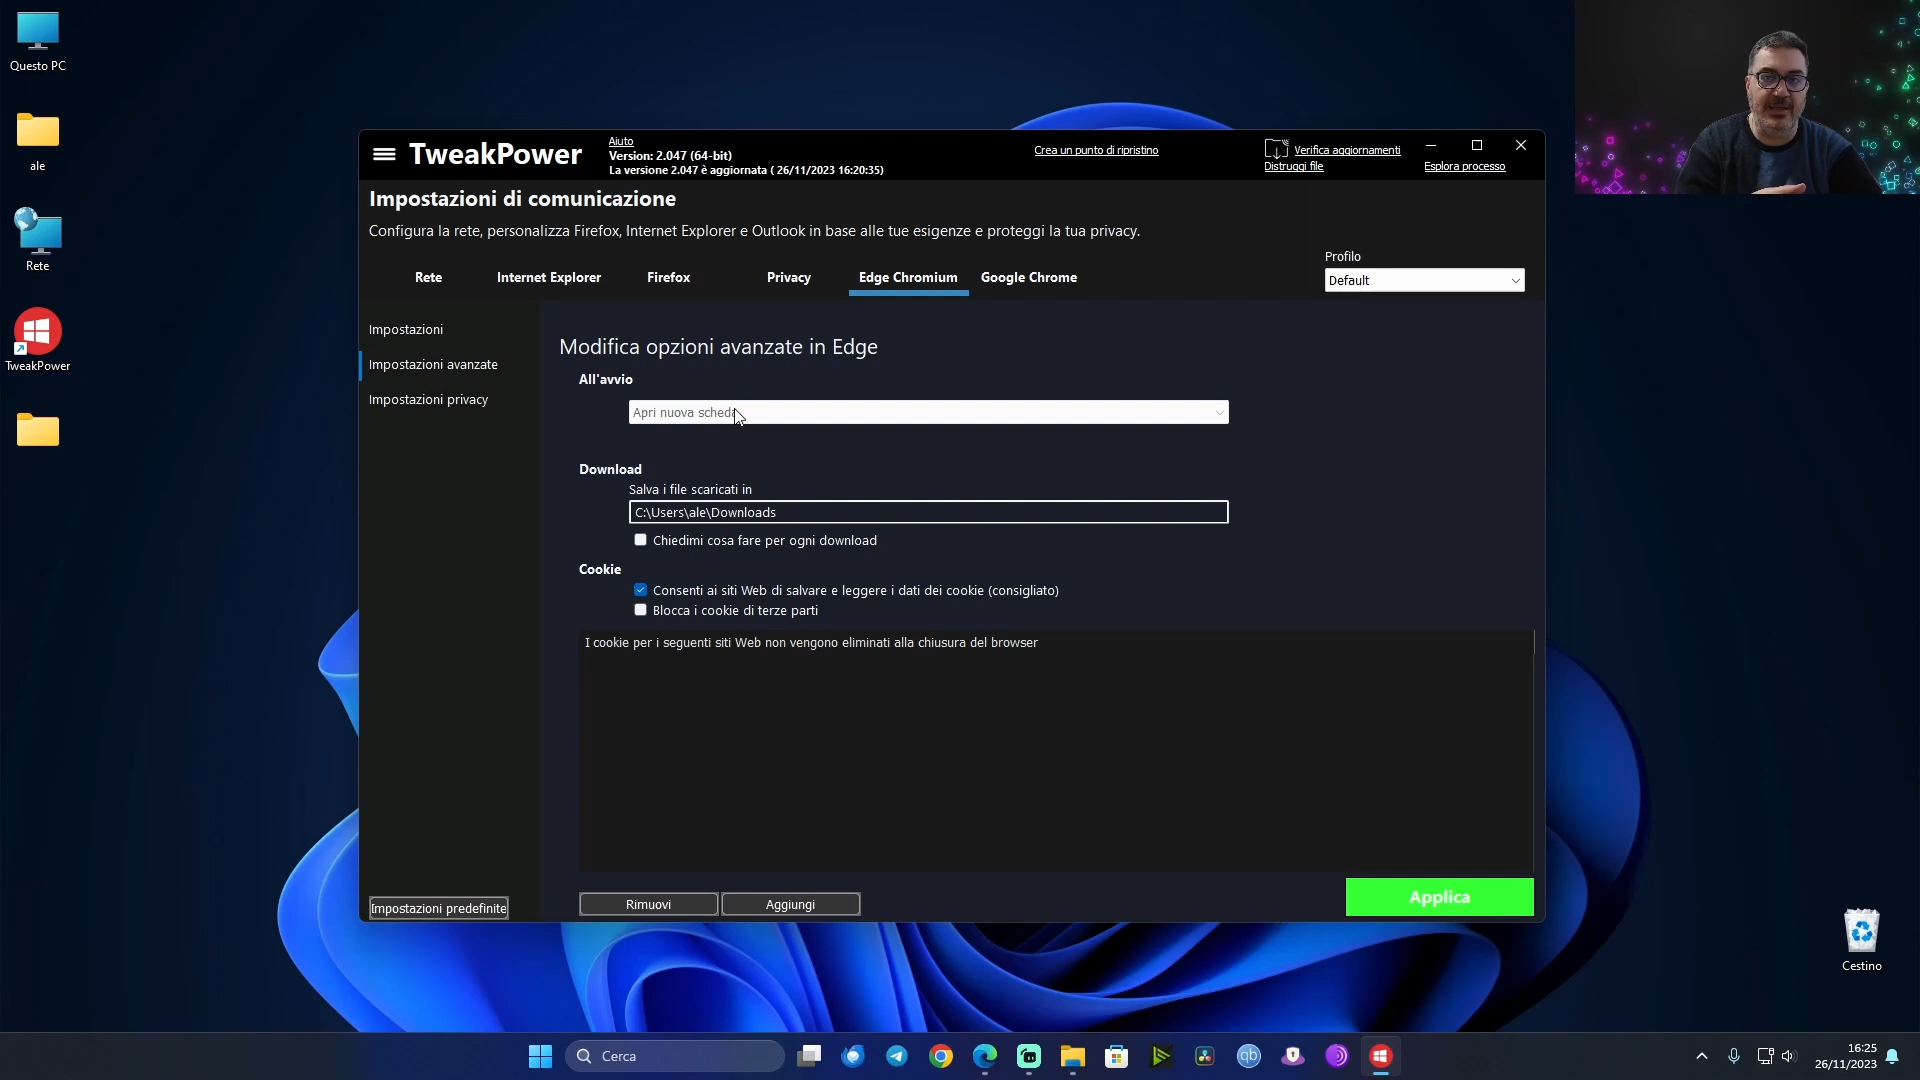 Questo PC
ale
Rete
TweakPower
TweakPower
Aiuto
Version: 2.047 (64-bit)
La versione 2.047 è aggiornata ( 26/11/2023 16:20:35)
Crea un punto di ripristino
Verifica aggiornamenti
Distruggi file
Esplora processo
Impostazioni di comunicazione
Configura la rete, personalizza Firefox, Internet Explorer e Outlook in base alle tue esigenze e proteggi la tua privacy.
Profilo
Default
Rete
Internet Explorer
Firefox
Privacy
Edge Chromium
Google Chrome
Impostazioni
Impostazioni avanzate
Impostazioni privacy
Impostazioni predefinite
Modifica opzioni avanzate in Edge
All'avvio
Apri nuova scheda
Download
Salva i file scaricati in
C:\Users\ale\Downloads
Chiedimi cosa fare per ogni download
Cookie
Consenti ai siti Web di salvare e leggere i dati dei cookie (consigliato)
Blocca i cookie di terze parti
I cookie per i seguenti siti Web non vengono eliminati alla chiusura del browser
Rimuovi
Aggiungi
Applica
Cestino
Cerca
qb
16:25
26/11/2023